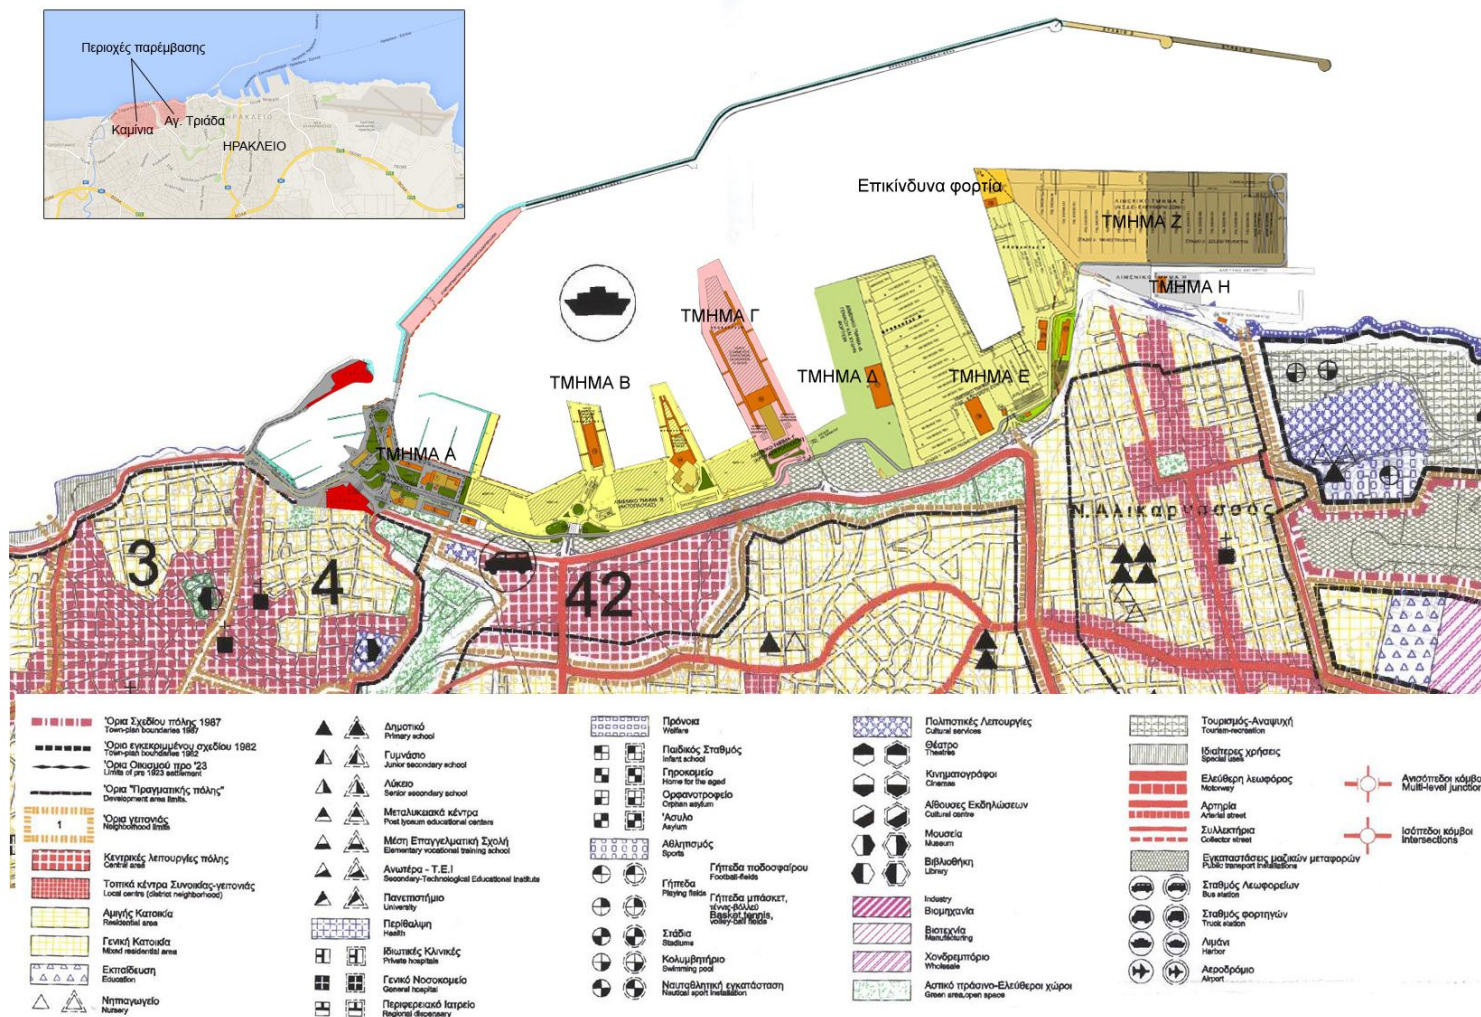 Περιοχές παρέμβασης
Καμίνια
Αγ. Τριάδα
ΗΡΑΚΛΕΙΟ
ΗΡΑΚΛΕΙΟ
Επικίνδυνα φορτία
ΤΜΗΜΑ Ζ
ΤΜΗΜΑ Η
ΤΜΗΜΑ Γ
ΤΜΗΜΑ Β
ΤΜΗΜΑ Δ
ΤΜΗΜΑ Ε
ΤΜΗΜΑ Α
Ν. Αλικαρνασσός
3
4
42
Όρια Σχεδίου πόλης 1987
Town-plan boundaries 1987
Όρια εγκεκριμμένου σχεδίου 1982
Town-plan boundaries 1982
Όρια Οικισμού προ '23
Limits of pre 1923 settlement
Όρια "Πραγματικής πόλης"
Development area limits.
1
Όρια γειτονιάς
Neighborhood limits
Κεντρικές λειτουργίες πόλης
Central area
Τοπικά κέντρα Συνοικίας-γειτονιάς
Local centre (district neighborhood)
Αμιγής Κατοικία
Residential area
Γενική Κατοικία
Mixed residential area
Εκπαίδευση
Education
Νηπιαγωγείο
Nursery
Δημοτικό
Primary school
Γυμνάσιο
Junior secondary school
Λύκειο
Senior secondary school
Μεταλυκειακά κέντρα
Post lyceum educational centers
Μέση Επαγγελματική Σχολή
Elementary vocational training school
Ανωτέρα - Τ.Ε.Ι
Secondary-Technological Educational Institute
Πανεπιστήμιο
University
Περίθαλψη
Health
Ιδιωτικές Κλινικές
Private hospitals
Γενικό Νοσοκομείο
General hospital
Περιφερειακό Ιατρείο
Regional dispensary
Πρόνοια
Welfare
Παιδικός Σταθμός
Infant school
Γηροκομείο
Home for the aged
Ορφανοτροφείο
Orphan asylum
Άσυλο
Asylum
Αθλητισμός
Sports
Γήπεδα
Playing fields
Γήπεδα ποδοσφαίρου
Football-fields
Γήπεδα μπάσκετ,
τέννις-βόλλεϋ
Basket, tennis,
volley-ball fields
Στάδια
Stadiums
Κολυμβητήριο
Swimming pool
Ναυταθλητική εγκατάσταση
Nautical sport installation
Πολιτιστικές Λειτουργίες
Cultural services
Θέατρο
Theatres
Κινηματογράφοι
Cinemas
Αίθουσες Εκδηλώσεων
Cultural centre
Μουσεία
Museum
Βιβλιοθήκη
Library
Industry
Βιομηχανία
Βιοτεχνία
Manufacturing
Χονδρεμπόριο
Wholesale
Αστικό πράσινο-Ελεύθεροι χώροι
Green area, open space
Τουρισμός-Αναψυχή
Tourism-recreation
Ιδιαίτερες χρήσεις
Special uses
Ελεύθερη λεωφόρος
Motorway
Αρτηρία
Arterial street
Συλλεκτήρια
Collector street
Εγκαταστάσεις μαζικών μεταφορών
Public transport installations
Σταθμός Λεωφορείων
Bus station
Σταθμός φορτηγών
Truck station
Λιμάνι
Harbor
Αεροδρόμιο
Airport
Ανισόπεδοι κόμβοι
Multi-level junctions
Ισόπεδοι κόμβοι
Intersections